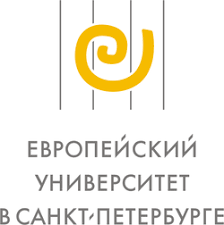 ЕВРОПЕЙСКИЙ
УНИВЕРСИТЕТ
В САНКТ-ПЕТЕРБУРГЕ